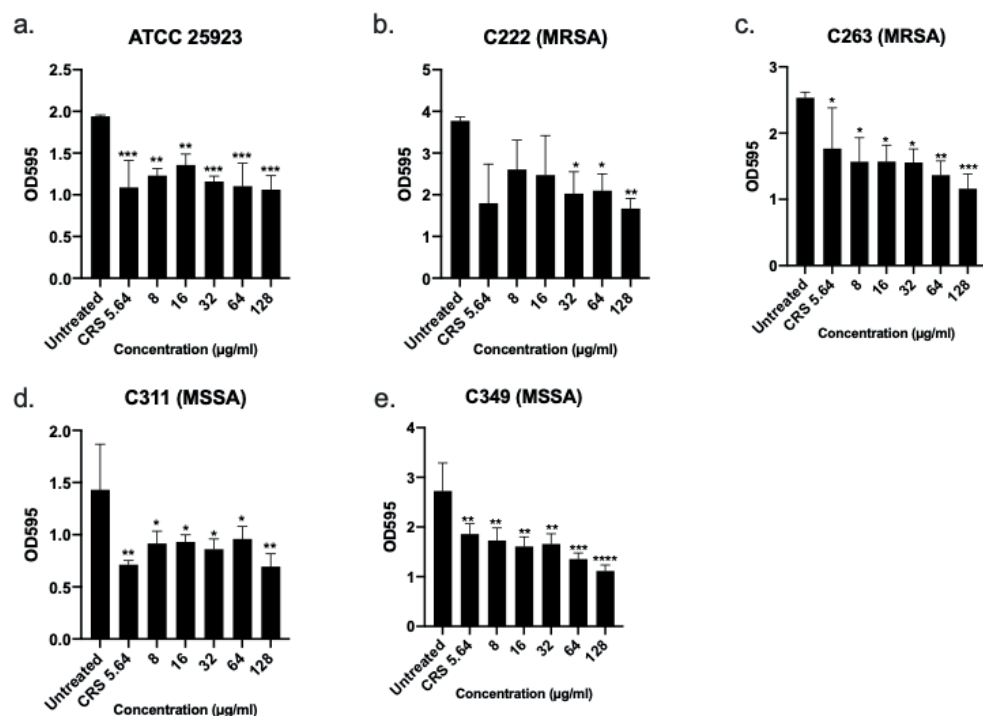 a.
ATCC 25923
OD595
2.5
2.0
1.5
1.0
0.5
0.0
***
**
**
***
***
***
Untreated
CRS 5.64
8
16
32
64
128
Concentration (µg/ml)
b.
C222 (MRSA)
OD595
5
4
3
2
1
0
*
*
**
Untreated
CRS 5.64
8
16
32
64
128
Concentration (µg/ml)
c.
C263 (MRSA)
OD595
3
2
1
0
*
*
*
*
**
***
Untreated
CRS 5.64
8
16
32
64
128
Concentration (µg/ml)
d.
C311 (MSSA)
OD595
2.0
1.5
1.0
0.5
0.0
**
*
*
*
*
**
Untreated
CRS 5.64
8
16
32
64
128
Concentration (µg/ml)
e.
C349 (MSSA)
OD595
4
3
2
1
0
**
**
**
**
***
****
Untreated
CRS 5.64
8
16
32
64
128
Concentration (µg/ml)